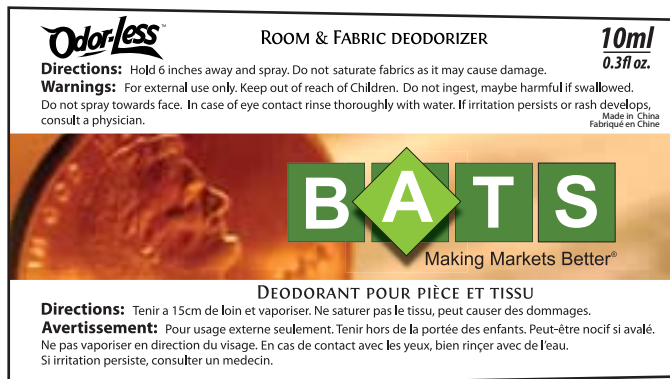 Odor-Less™
ROOM & FABRIC DEODORIZER
10ml
0.3fl oz.
Directions: Hold 6 inches away and spray. Do not saturate fabrics as it may cause damage.
Warnings: For external use only. Keep out of reach of Children. Do not ingest, maybe harmful if swallowed.
Do not spray towards face. In case of eye contact rinse thoroughly with water. If irritation persists or rash develops,
consult a physician.
Made in China
Fabriqué en Chine
BATS
Making Markets Better®
DEODORANT POUR PIÈCE ET TISSU
Directions: Tenir a 15cm de loin et vaporiser. Ne saturer pas le tissu, peut causer des dommages.
Avertissement: Pour usage externe seulement. Tenir hors de la portée des enfants. Peut-être nocif si avalé.
Ne pas vaporiser en direction du visage. En cas de contact avec les yeux, bien rinçer avec de l'eau.
Si irritation persiste, consulter un medecin.